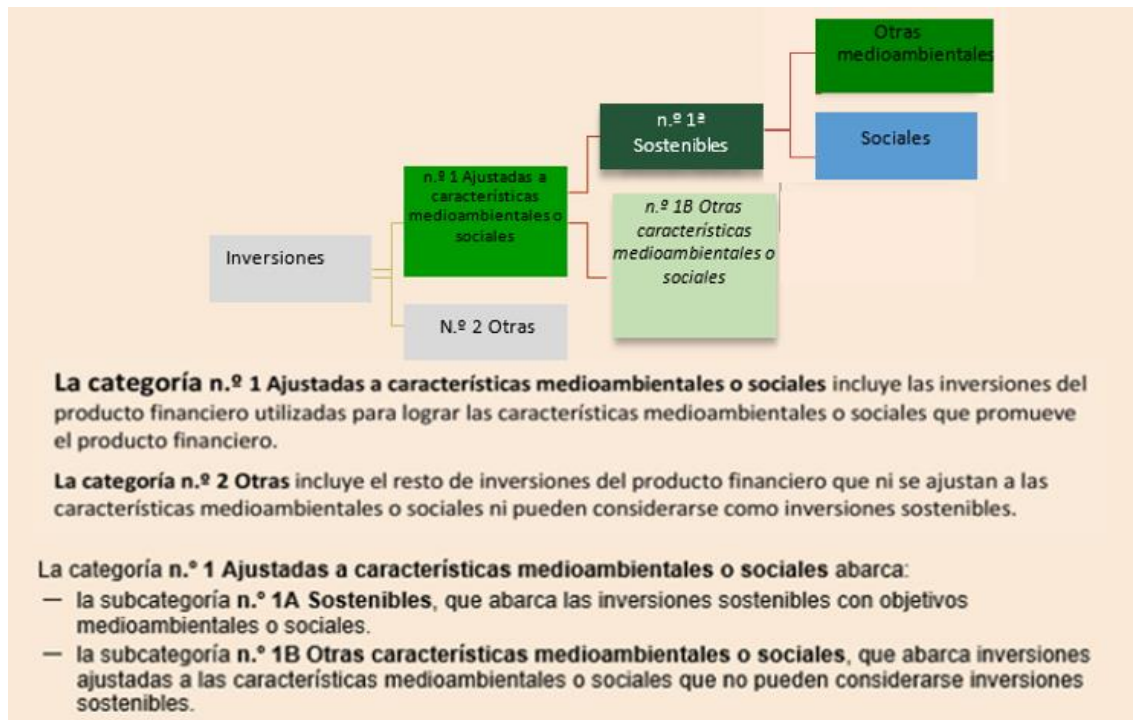 Otras
medioambientales
n.º 1ª
Sostenibles
Sociales
n.º 1 Ajustadas a
características
medioambientales o
sociales
n.º 1B Otras
características
medioambientales o
sociales
Inversiones
N.º 2 Otras
La categoría n.º 1 Ajustadas a características medioambientales o sociales incluye las inversiones del
producto financiero utilizadas para lograr las características medioambientales o sociales que promueve
el producto financiero.
La categoría n.º 2 Otras incluye el resto de inversiones del producto financiero que ni se ajustan a las
características medioambientales o sociales ni pueden considerarse como inversiones sostenibles.
La categoría n.º 1 Ajustadas a características medioambientales o sociales abarca:
— la subcategoría n.º 1A Sostenibles, que abarca las inversiones sostenibles con objetivos
medioambientales o sociales.
— la subcategoría n.º 1B Otras características medioambientales o sociales, que abarca inversiones
ajustadas a las características medioambientales o sociales que no pueden considerarse inversiones
sostenibles.